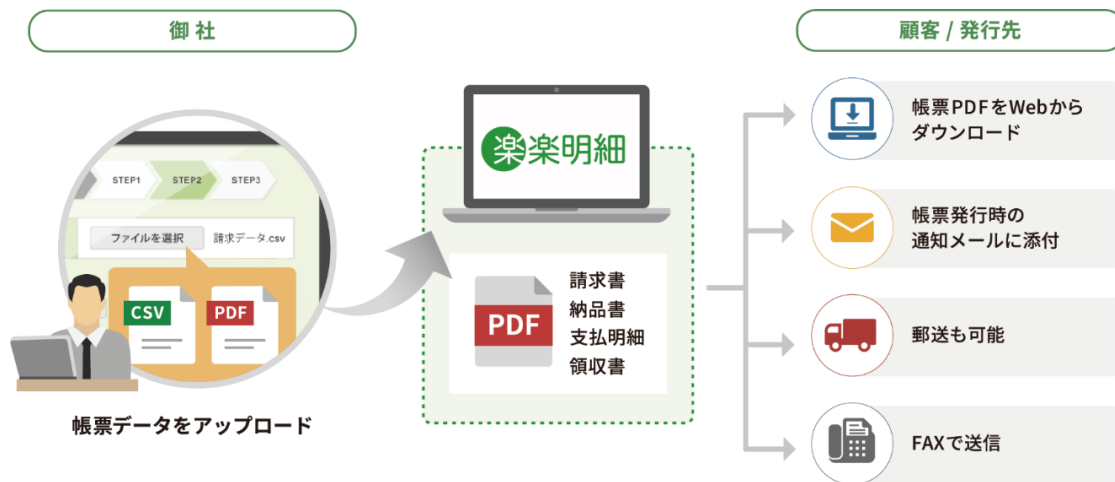 御社
STEP1
STEP2
STEP3
ファイルを選択
請求データ.csv
CSV
PDF
帳票データをアップロード
楽楽明細
PDF
請求書
納品書
支払明細
領収書
顧客 / 発行先
帳票PDFをWebから
ダウンロード
帳票発行時の
通知メールに添付
郵送も可能
FAXで送信